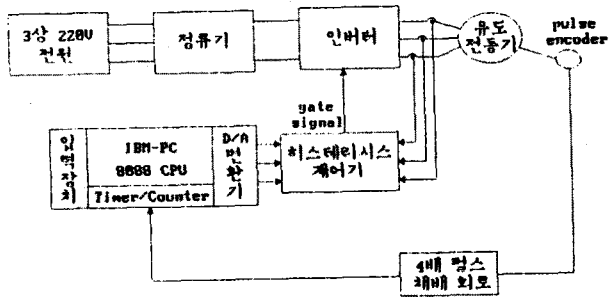 3상 220V
전원
정류기
인버터
유도
전동기
pulse
encoder
gate
signal
입력장치
IBM-PC
8088 CPU
Timer/Counter
D/A
변환기
히스테리시스
제어기
4배 펄스
체배 회로